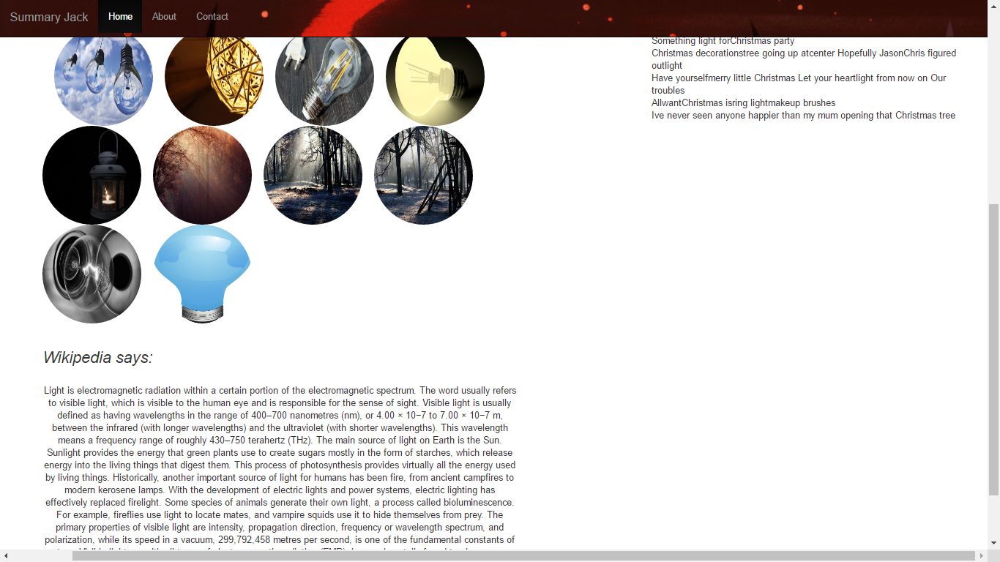 Summary Jack
Home
About
Contact
Something light forChristmas party
Christmas decorationstree going up atcenter Hopefully JasonChris figured
outlight
Have yourselfmerry little Christmas Let your heartlight from now on Our
troubles
AllwantChristmas isring lightmakeup brushes
Ive never seen anyone happier than my mum opening that Christmas tree
Wikipedia says:
Light is electromagnetic radiation within a certain portion of the electromagnetic spectrum. The word usually refers
to visible light, which is visible to the human eye and is responsible for the sense of sight. Visible light is usually
defined as having wavelengths in the range of 400–700 nanometres (nm), or 4.00 × 10−7 to 7.00 × 10−7 m,
between the infrared (with longer wavelengths) and the ultraviolet (with shorter wavelengths). This wavelength
means a frequency range of roughly 430–750 terahertz (THz). The main source of light on Earth is the Sun.
Sunlight provides the energy that green plants use to create sugars mostly in the form of starches, which release
energy into the living things that digest them. This process of photosynthesis provides virtually all the energy used
by living things. Historically, another important source of light for humans has been fire, from ancient campfires to
modern kerosene lamps. With the development of electric lights and power systems, electric lighting has
effectively replaced firelight. Some species of animals generate their own light, a process called bioluminescence.
For example, fireflies use light to locate mates, and vampire squids use it to hide themselves from prey. The
primary properties of visible light are intensity, propagation direction, frequency or wavelength spectrum, and
polarization, while its speed in a vacuum, 299,792,458 metres per second, is one of the fundamental constants of